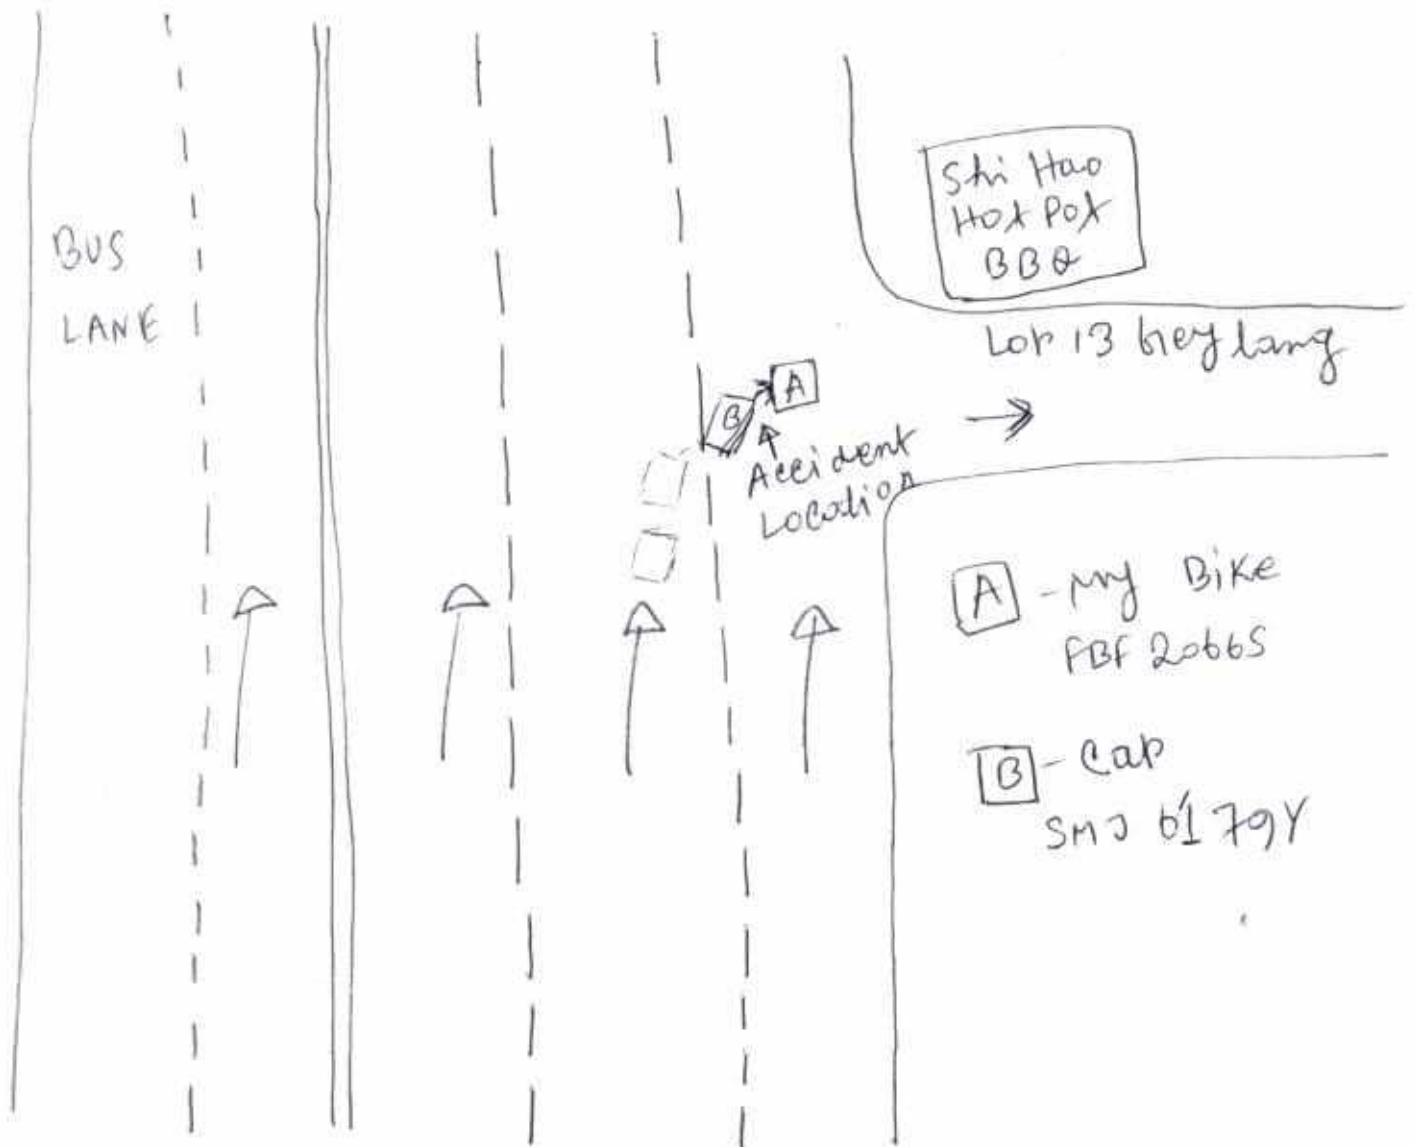 BUS
LANE
Shi Hao
Hot Pot
BBQ
Lor 13 Geylang
B
A
Accident
Location
A - My Bike
FBF 2066S
B - Car
SMJ 6179Y